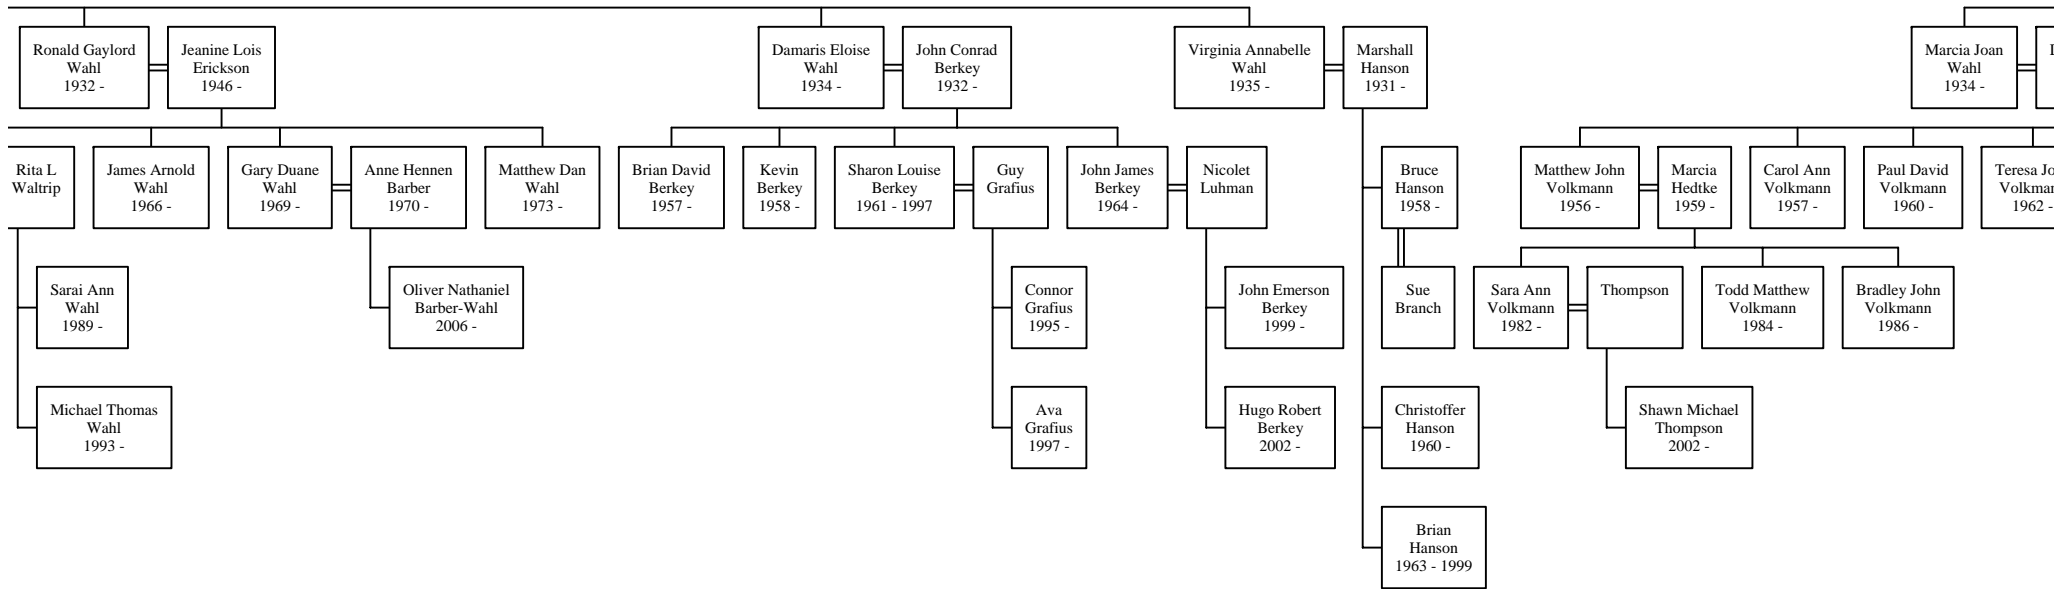 Ronald Gaylord
Wahl
1932 -
Jeanine Lois
Erickson
1946 -
Damaris Eloise
Wahl
1934 -
John Conrad
Berkey
1932 -
Virginia Annabelle
Wahl
1935 -
Marshall
Hanson
1931 -
Marcia Joan
Wahl
1934 -
Rita L
Waltrip
James Arnold
Wahl
1966 -
Gary Duane
Wahl
1969 -
Anne Hennen
Barber
1970 -
Matthew Dan
Wahl
1973 -
Brian David
Berkey
1957 -
Kevin
Berkey
1958 -
Sharon Louise
Berkey
1961 - 1997
Guy
Grafius
John James
Berkey
1964 -
Nicolet
Luhman
Bruce
Hanson
1958 -
Matthew John
Volkmann
1956 -
Marcia
Hedtke
1959 -
Carol Ann
Volkmann
1957 -
Paul David
Volkmann
1960 -
Teresa
1962 -
Sarai Ann
Wahl
1989 -
Oliver Nathaniel
Barber-Wahl
2006 -
Connor
Grafius
1995 -
John Emerson
Berkey
1999 -
Sue
Branch
Sara Ann
Volkmann
1982 -
Thompson
Todd Matthew
Volkmann
1984 -
Bradley John
Volkmann
1986 -
Michael Thomas
Wahl
1993 -
Ava
Grafius
1997 -
Hugo Robert
Berkey
2002 -
Christoffer
Hanson
1960 -
Shawn Michael
Thompson
2002 -
Brian
Hanson
1963 - 1999